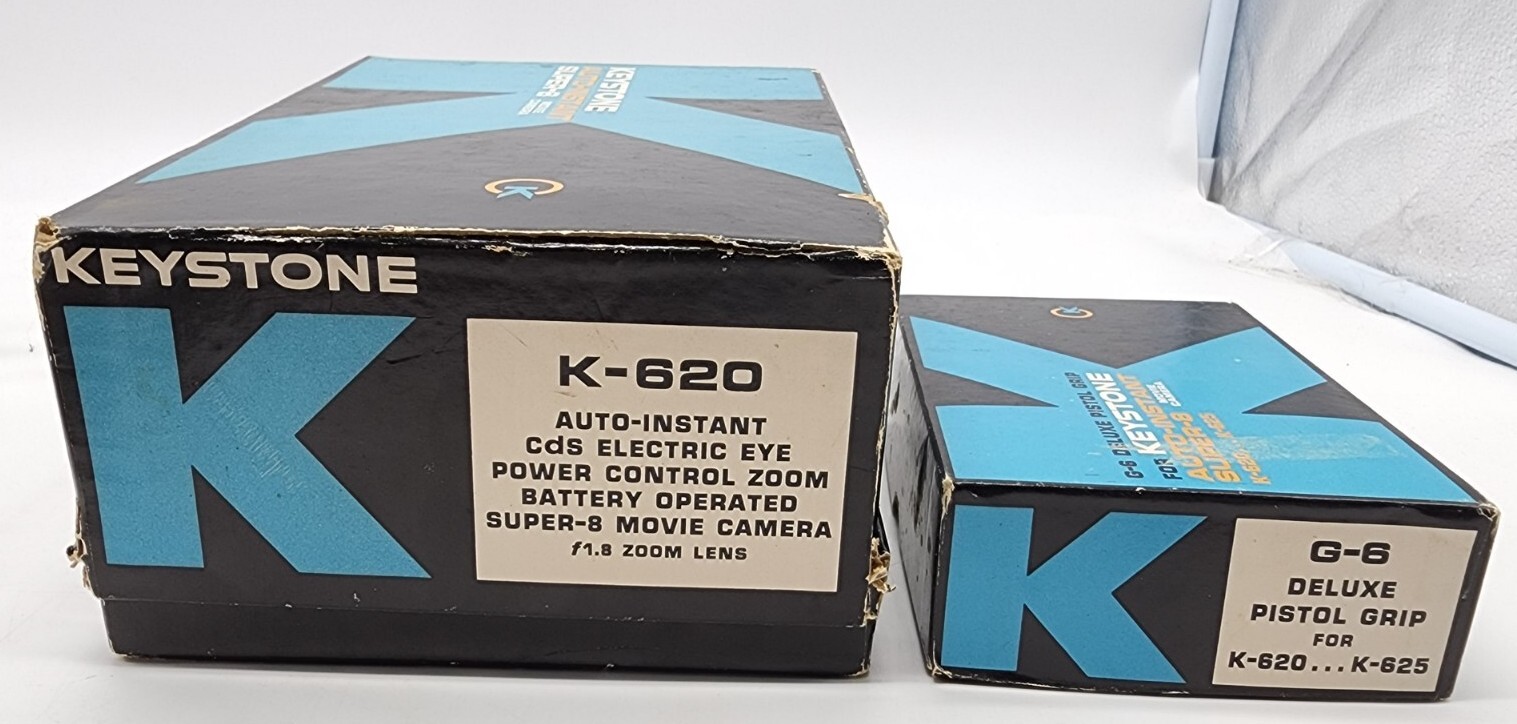 KEYSTONE
AUTO-INSTANT
SUPER-8
K
KEYSTONE
K
K-620
AUTO-INSTANT
CdS ELECTRIC EYE
POWER CONTROL ZOOM
BATTERY OPERATED
SUPER-8 MOVIE CAMERA
f1.8 ZOOM LENS
K
G-6 DELUXE PISTOL GRIP
FOR KEYSTONE
AUTO-INSTANT
SUPER-8
MOVIE
CAMERA
K
G-6
DELUXE
PISTOL GRIP
FOR
K-620...K-625